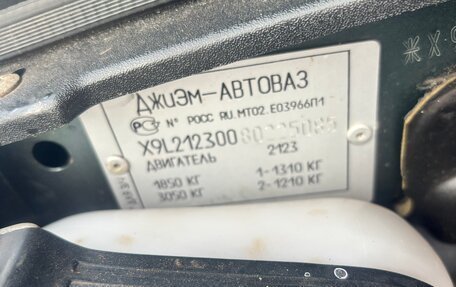 ДЖИЭМ-АВТОВАЗ
РСТ № РОСС RU.МТ02.Е03966П1
X9L212300
ДВИГАТЕЛЬ 2123
1850 КГ 1-1310 КГ
3050 КГ 2-1210 КГ